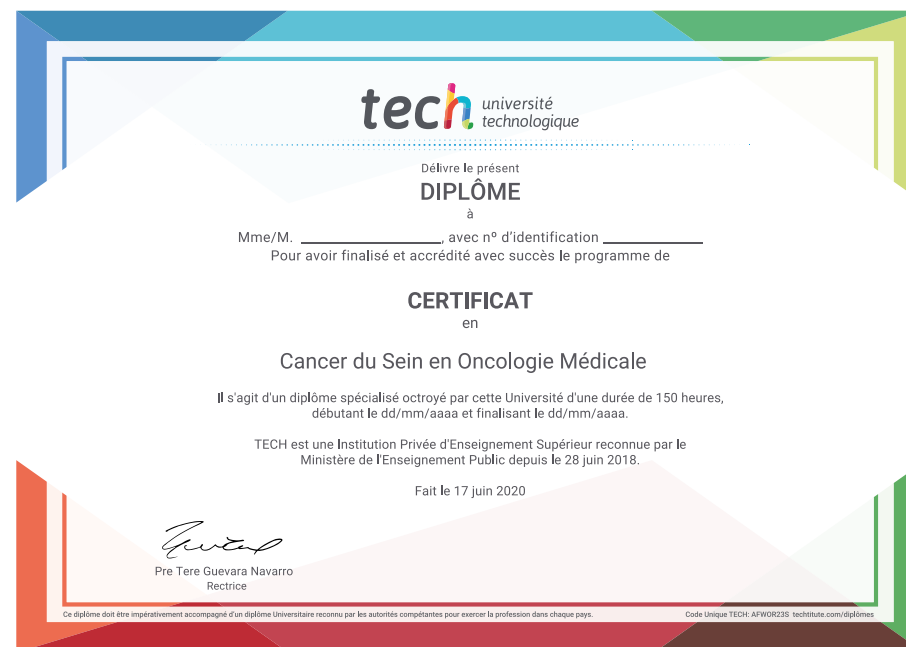 tech université
technologique
Délivre le présent
DIPLÔME
à
Mme/M. ____________________, avec nº d'identification ______________
Pour avoir finalisé et accrédité avec succès le programme de
CERTIFICAT
en
Cancer du Sein en Oncologie Médicale
Il s'agit d'un diplôme spécialisé octroyé par cette Université d'une durée de 150 heures,
débutant le dd/mm/aaaa et finalisant le dd/mm/aaaa.
TECH est une Institution Privée d'Enseignement Supérieur reconnue par le
Ministère de l'Enseignement Public depuis le 28 juin 2018.
Fait le 17 juin 2020
Pre Tere Guevara Navarro
Rectrice
Ce diplôme doit être impérativement accompagné d'un diplôme Universitaire reconnu par les autorités compétentes pour exercer la profession dans chaque pays.
Code Unique TECH: AFWOR23S techtitute.com/diplômes